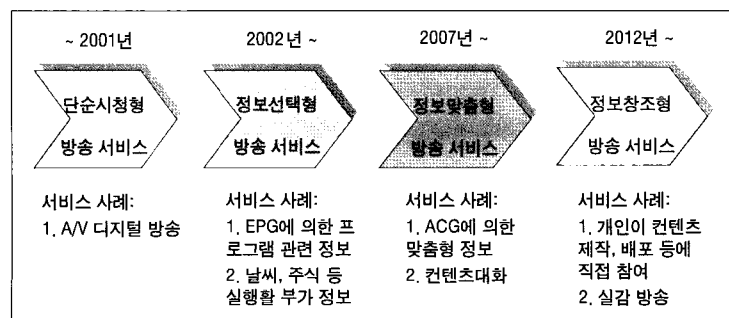 ~ 2001년
2002년 ~
2007년 ~
2012년 ~
단순시청형
방송 서비스
정보선택형
방송 서비스
정보맞춤형
방송 서비스
정보창조형
방송 서비스
서비스 사례:
1. A/V 디지털 방송
서비스 사례:
1. EPG에 의한 프
로그램 관련 정보
2. 날씨, 주식 등
실행활 부가 정보
서비스 사례:
1. ACG에 의한
맞춤형 정보
2. 컨텐츠대화
서비스 사례:
1. 개인이 컨텐츠
제작, 배포 등에
직접 참여
2. 실감 방송